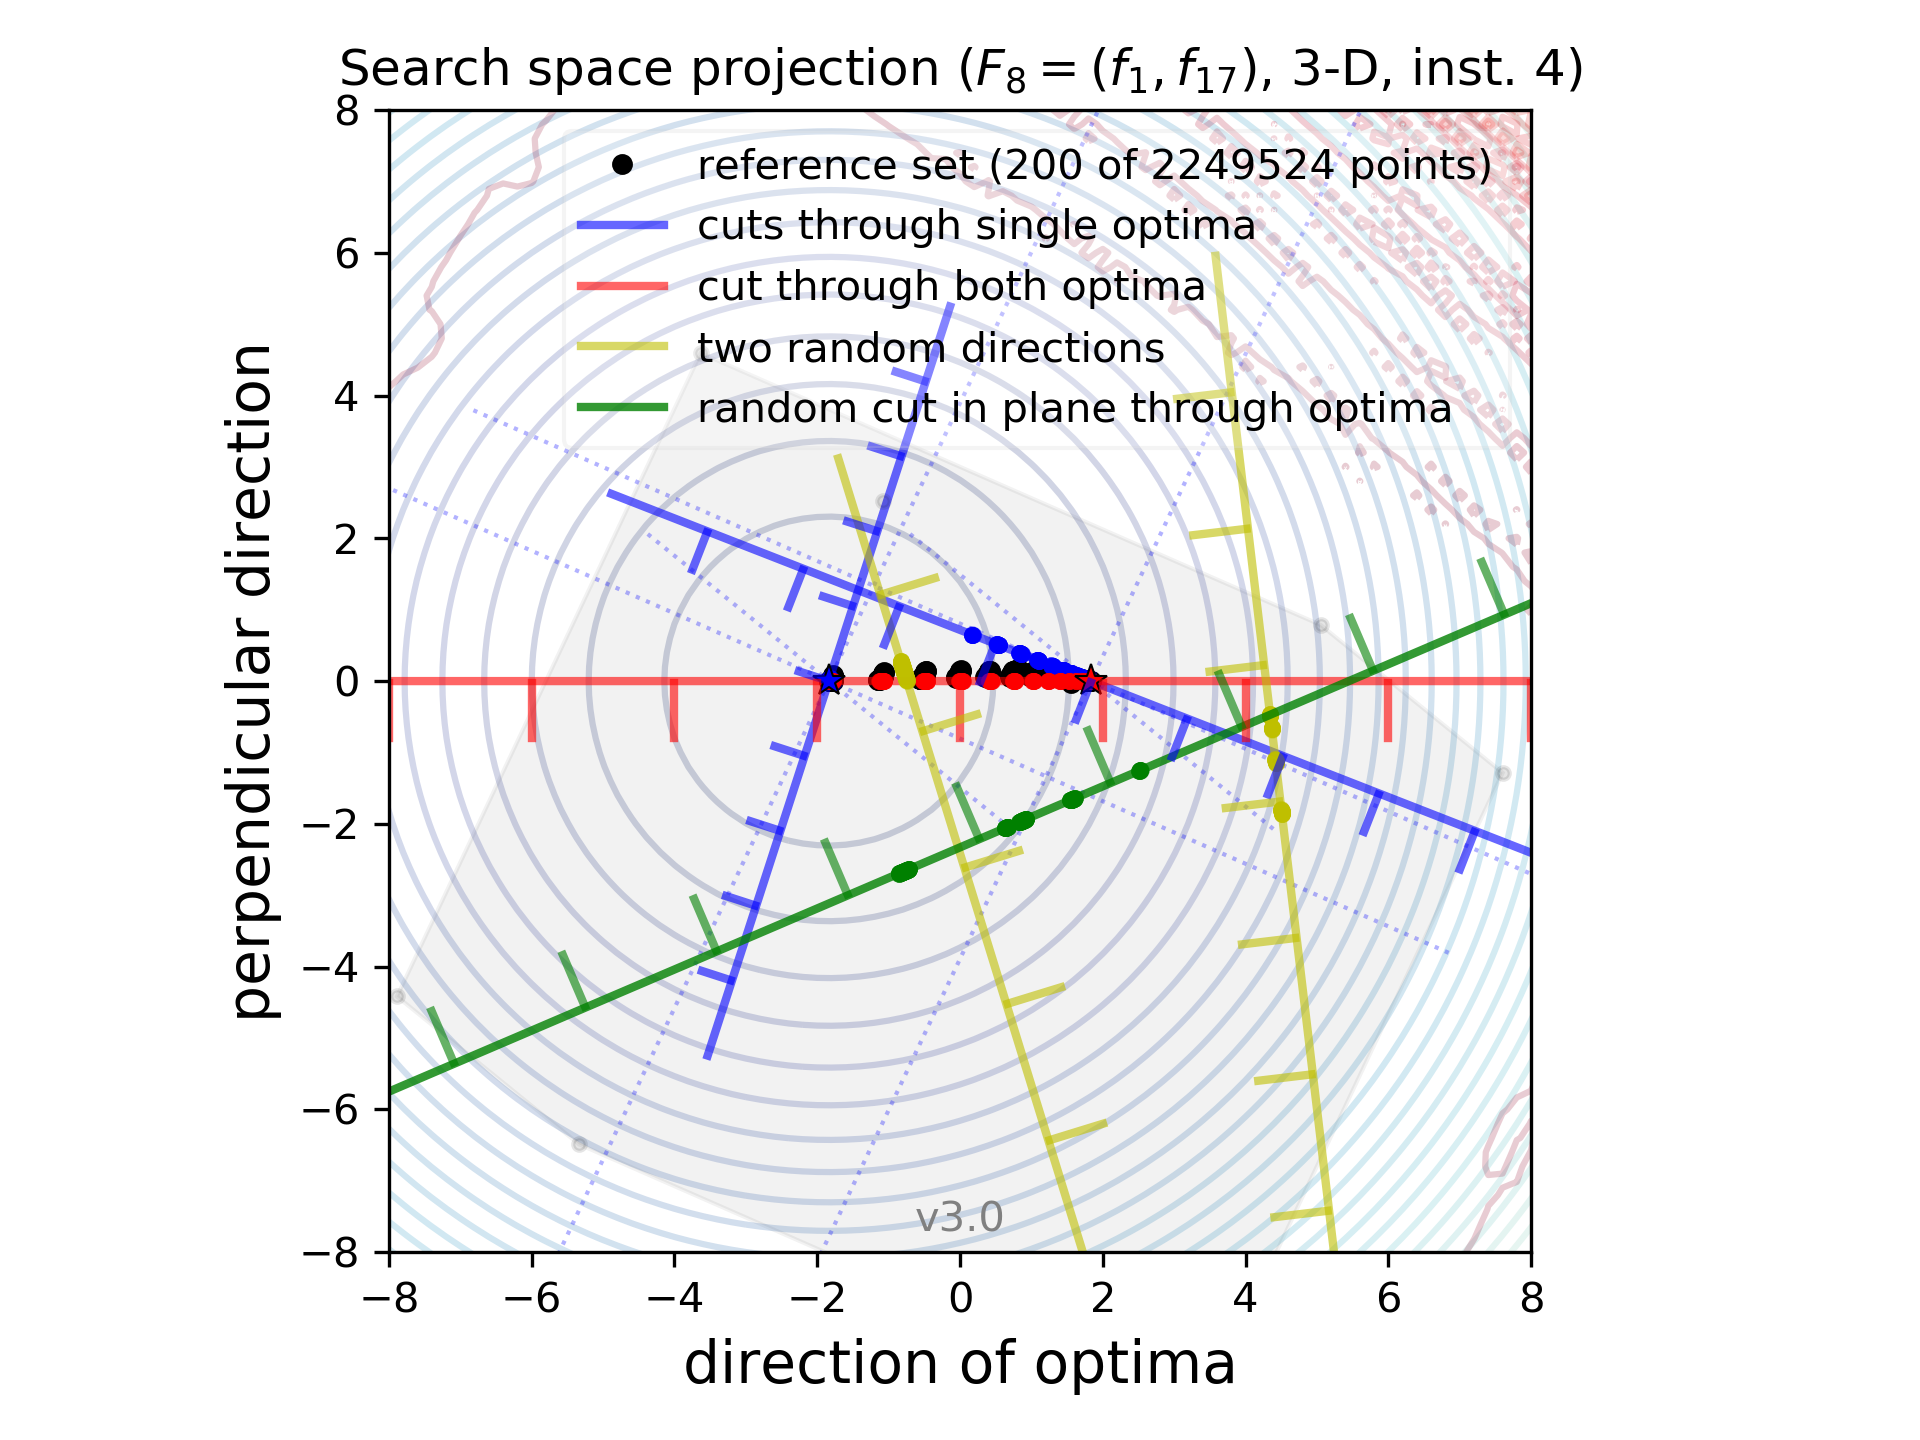 Search space projection (F8 = (f1, f17), 3-D, inst. 4)
8
6
4
2
0
−2
−4
−6
−8
perpendicular direction
reference set (200 of 2249524 points)
cuts through single optima
cut through both optima
two random directions
random cut in plane through optima
v3.0
−8 −6 −4 −2 0 2 4 6 8
direction of optima